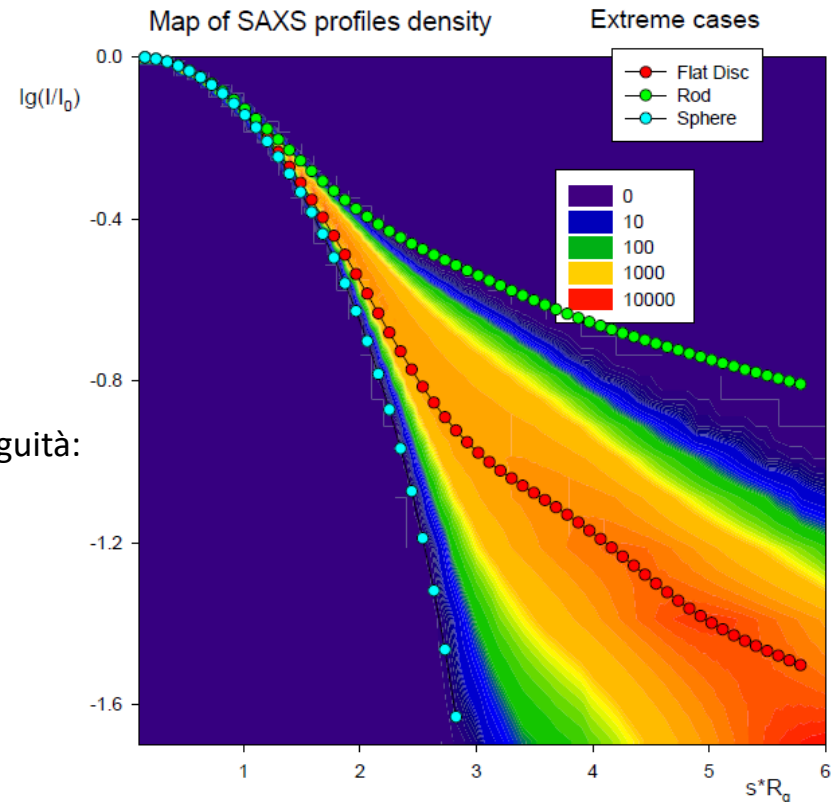 Map of SAXS profiles density
Extreme cases
Flat Disc
Rod
Sphere
lg(I/I0)
0.0
-0.4
-0.8
-1.2
-1.6
0
10
100
1000
10000
guità:
1 2 3 4 5 6
s*Rg